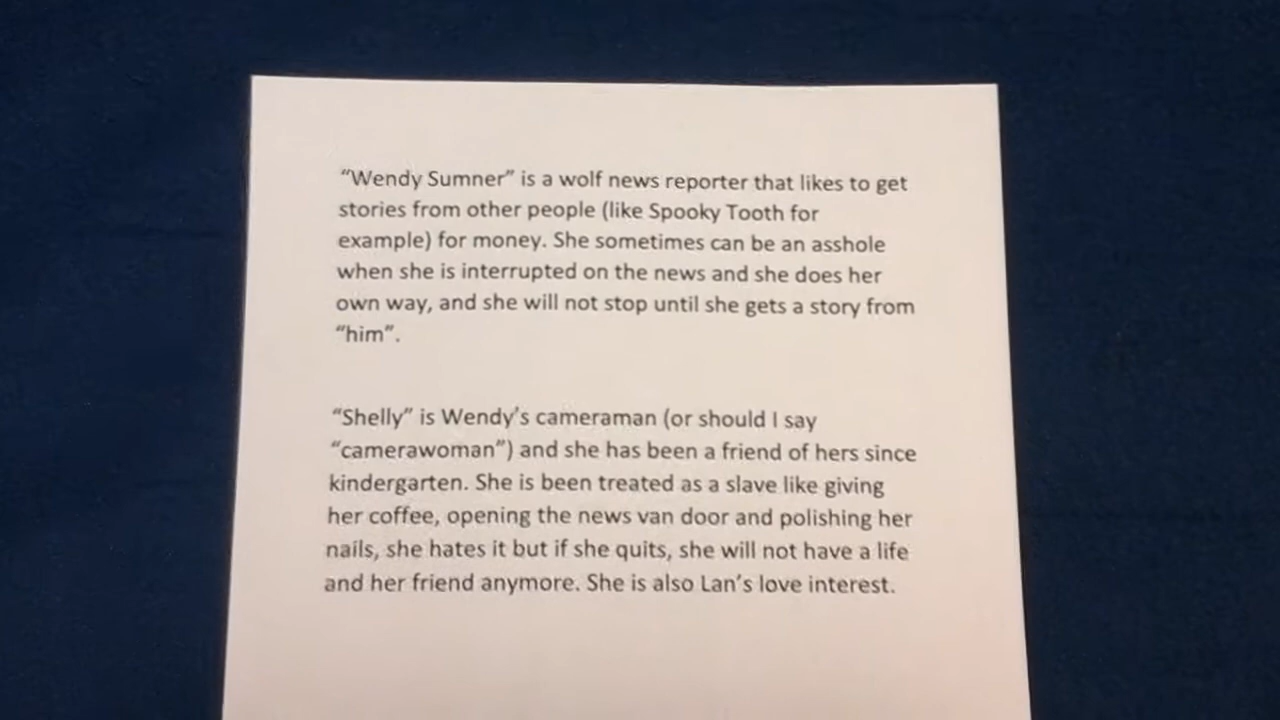 “Wendy Sumner” is a wolf news reporter that likes to get
stories from other people (like Spooky Tooth for
example) for money. She sometimes can be an asshole
when she is interrupted on the news and she does her
own way, and she will not stop until she gets a story from
“him”.
“Shelly” is Wendy’s cameraman (or should I say
“camerawoman”) and she has been a friend of hers since
kindergarten. She is been treated as a slave like giving
her coffee, opening the news van door and polishing her
nails, she hates it but if she quits, she will not have a life
and her friend anymore. She is also Lan’s love interest.